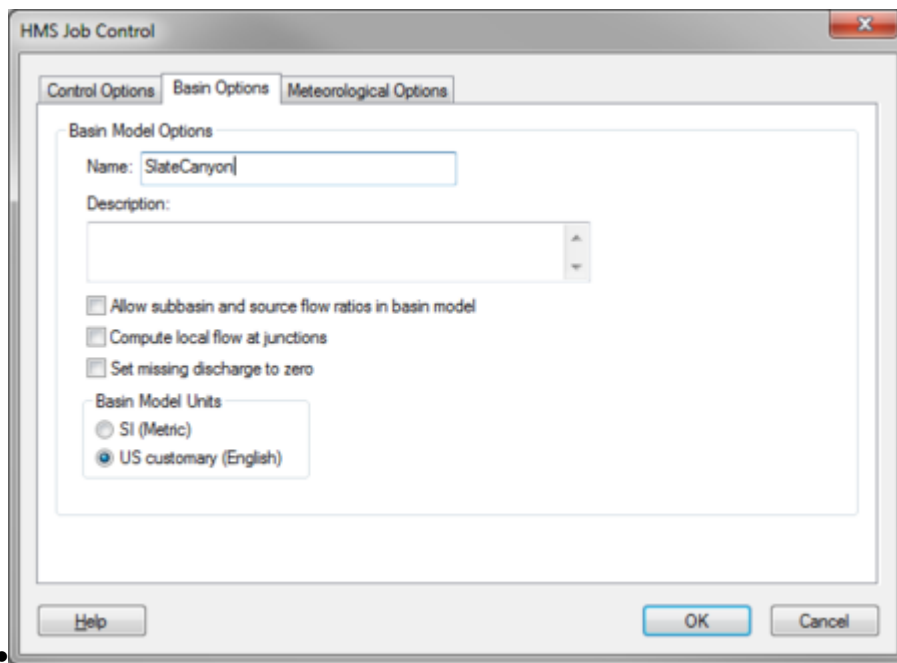 HMS Job Control
Control Options Basin Options Meteorological Options
Basin Model Options
Name: SlateCanyon
Description:
Allow subbasin and source flow ratios in basin model
Compute local flow at junctions
Set missing discharge to zero
Basin Model Units
SI (Metric)
US customary (English)
Help OK Cancel